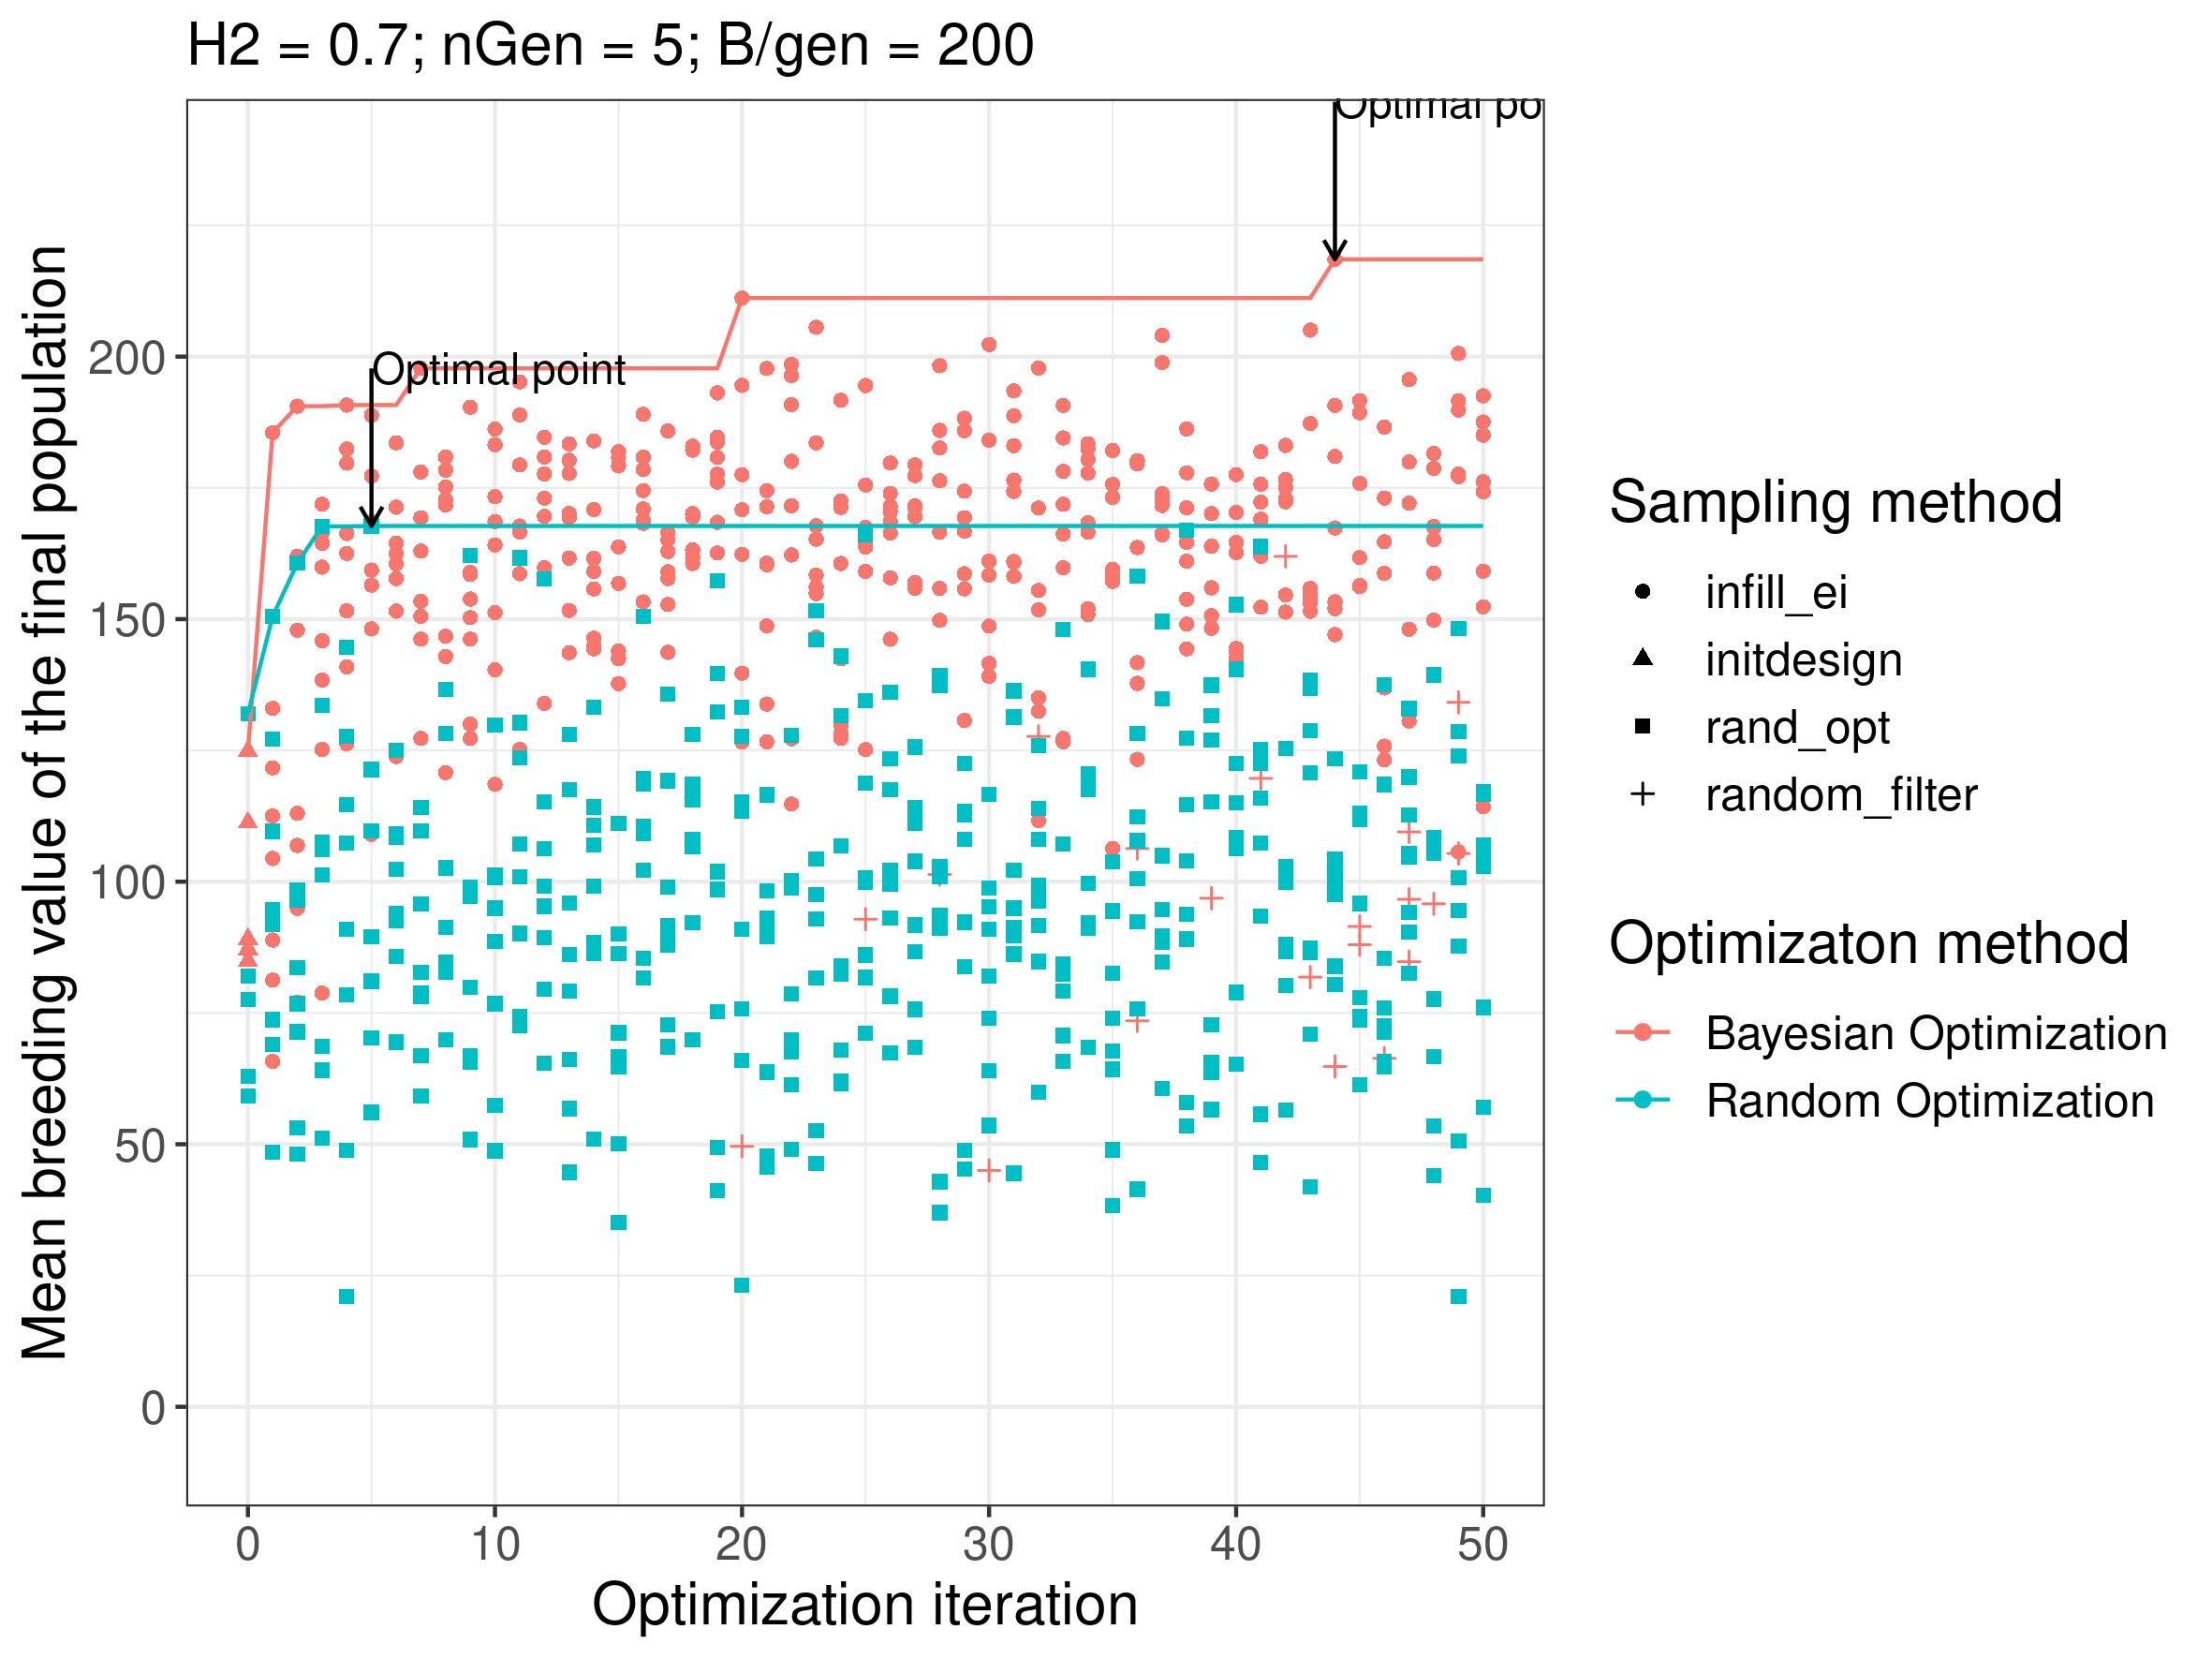 H2 = 0.7; nGen = 5; B/gen = 200
Optimal po
Optimal point
Mean breeding value of the final population
200
150
100
50
0
0 10 20 30 40 50
Optimization iteration
Sampling method
infill_ei
initdesign
rand_opt
random_filter
Optimizaton method
Bayesian Optimization
Random Optimization